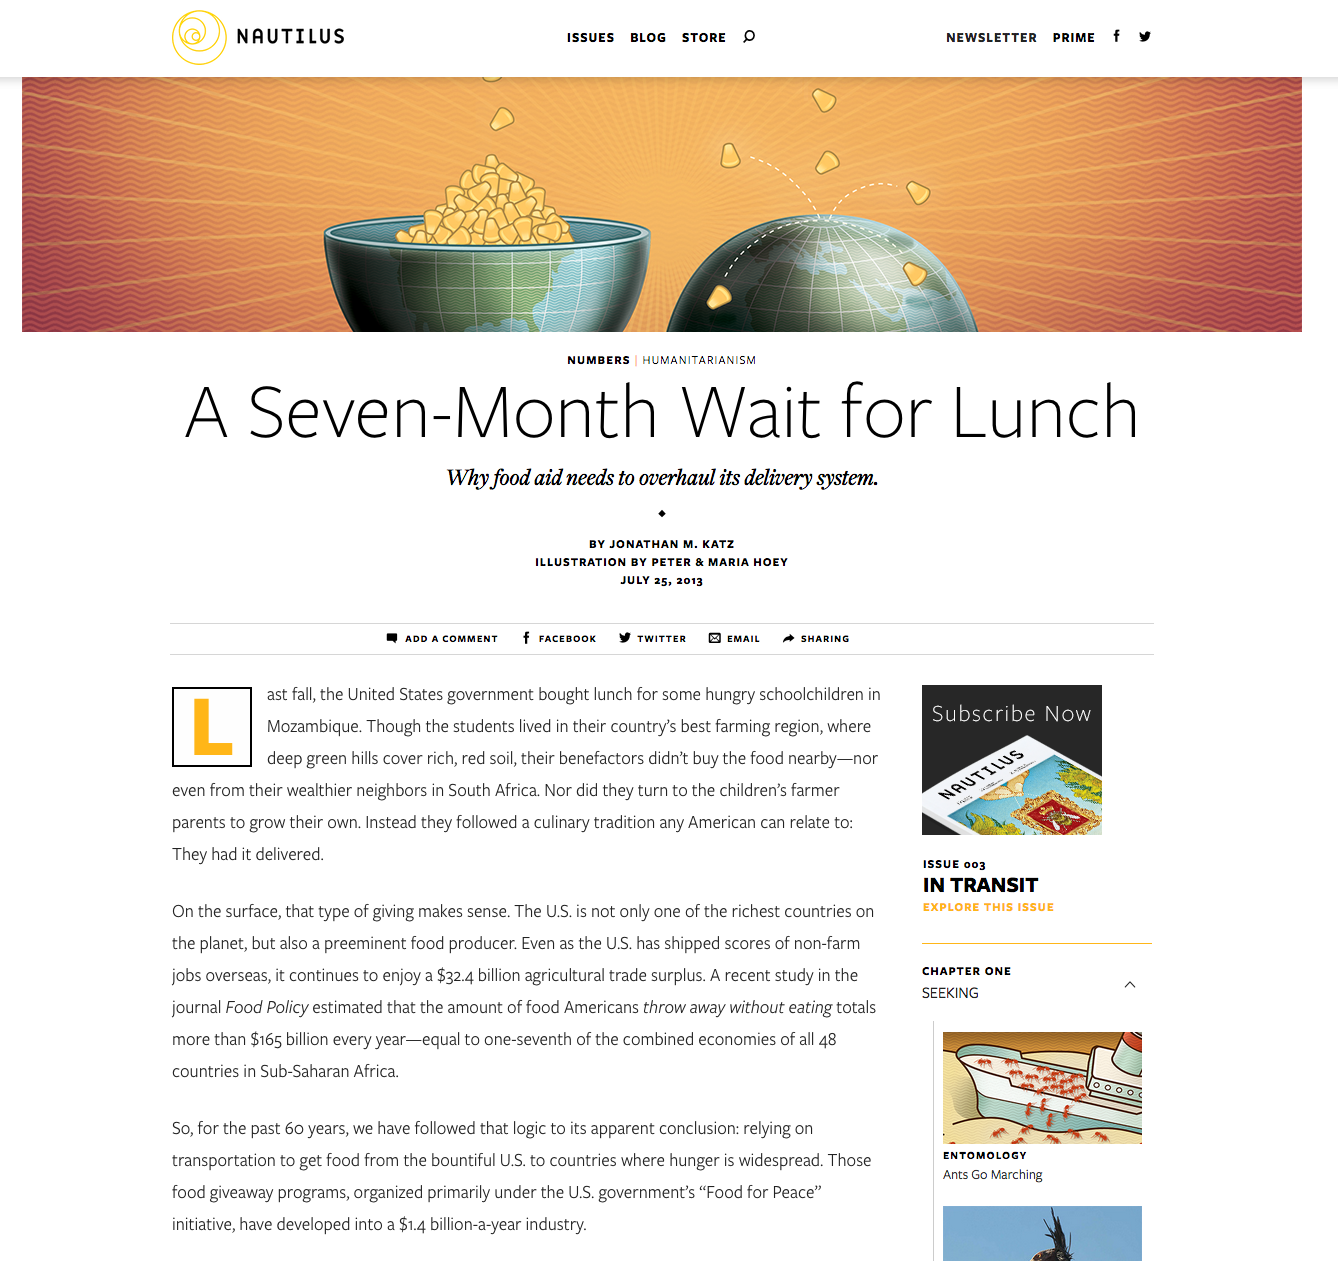 NAUTILUS
ISSUES BLOG STORE
NEWSLETTER PRIME
NUMBERS | HUMANITARIANISM
A Seven-Month Wait for Lunch
Why food aid needs to overhaul its delivery system.
BY JONATHAN M. KATZ
ILLUSTRATION BY PETER & MARIA HOEY
JULY 25, 2013
ADD A COMMENT FACEBOOK TWITTER EMAIL SHARING
Last fall, the United States government bought lunch for some hungry schoolchildren in
Mozambique. Though the students lived in their country’s best farming region, where
deep green hills cover rich, red soil, their benefactors didn’t buy the food nearby—nor
even from their wealthier neighbors in South Africa. Nor did they turn to the children’s farmer
parents to grow their own. Instead they followed a culinary tradition any American can relate to:
They had it delivered.
On the surface, that type of giving makes sense. The U.S. is not only one of the richest countries on
the planet, but also a preeminent food producer. Even as the U.S. has shipped scores of non-farm
jobs overseas, it continues to enjoy a $32.4 billion agricultural trade surplus. A recent study in the
journal Food Policy estimated that the amount of food Americans throw away without eating totals
more than $165 billion every year—equal to one-seventh of the combined economies of all 48
countries in Sub-Saharan Africa.
So, for the past 60 years, we have followed that logic to its apparent conclusion: relying on
transportation to get food from the bountiful U.S. to countries where hunger is widespread. Those
food giveaway programs, organized primarily under the U.S. government’s “Food for Peace”
initiative, have developed into a $1.4 billion-a-year industry.
Subscribe Now
NAUTILUS
ISSUE 003
IN TRANSIT
EXPLORE THIS ISSUE
CHAPTER ONE
SEEKING
ENTOMOLOGY
Ants Go Marching